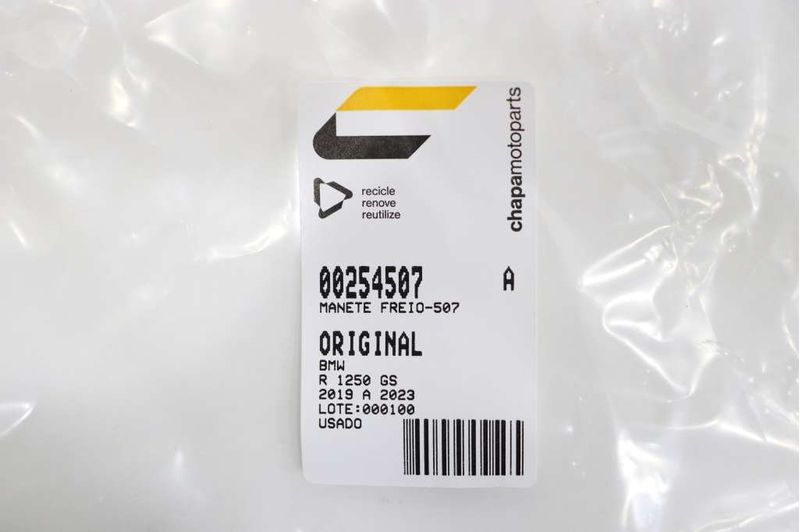 chapamotoparts
recicle
renove
reutilize
00254507 A
MANETE FREIO-507
ORIGINAL
BMW
R 1250 GS
2019 A 2023
LOTE:000100
USADO